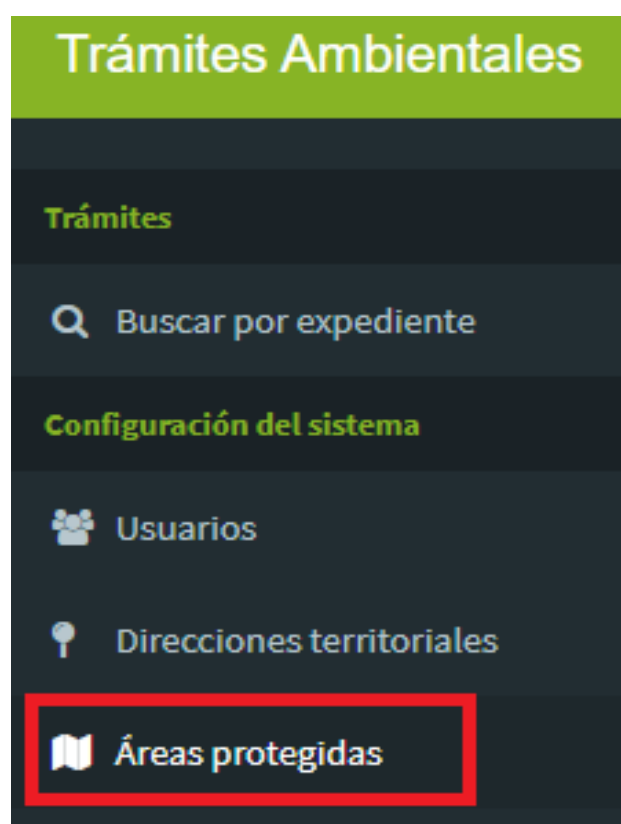 Trámites Ambientales
Trámites
Buscar por expediente
Configuración del sistema
Usuarios
Direcciones territoriales
Áreas protegidas